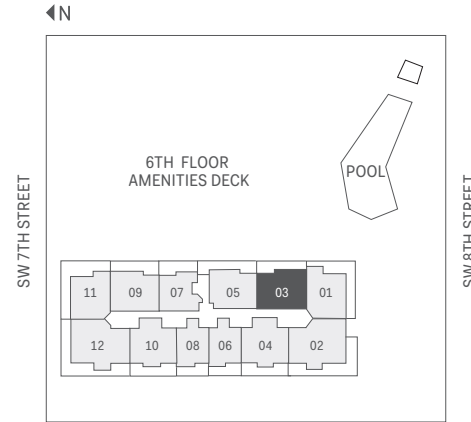 N
6TH FLOOR
AMENITIES DECK
POOL
SW 7TH STREET
SW 8TH STREET
11
09
07
05
03
01
12
10
08
06
04
02